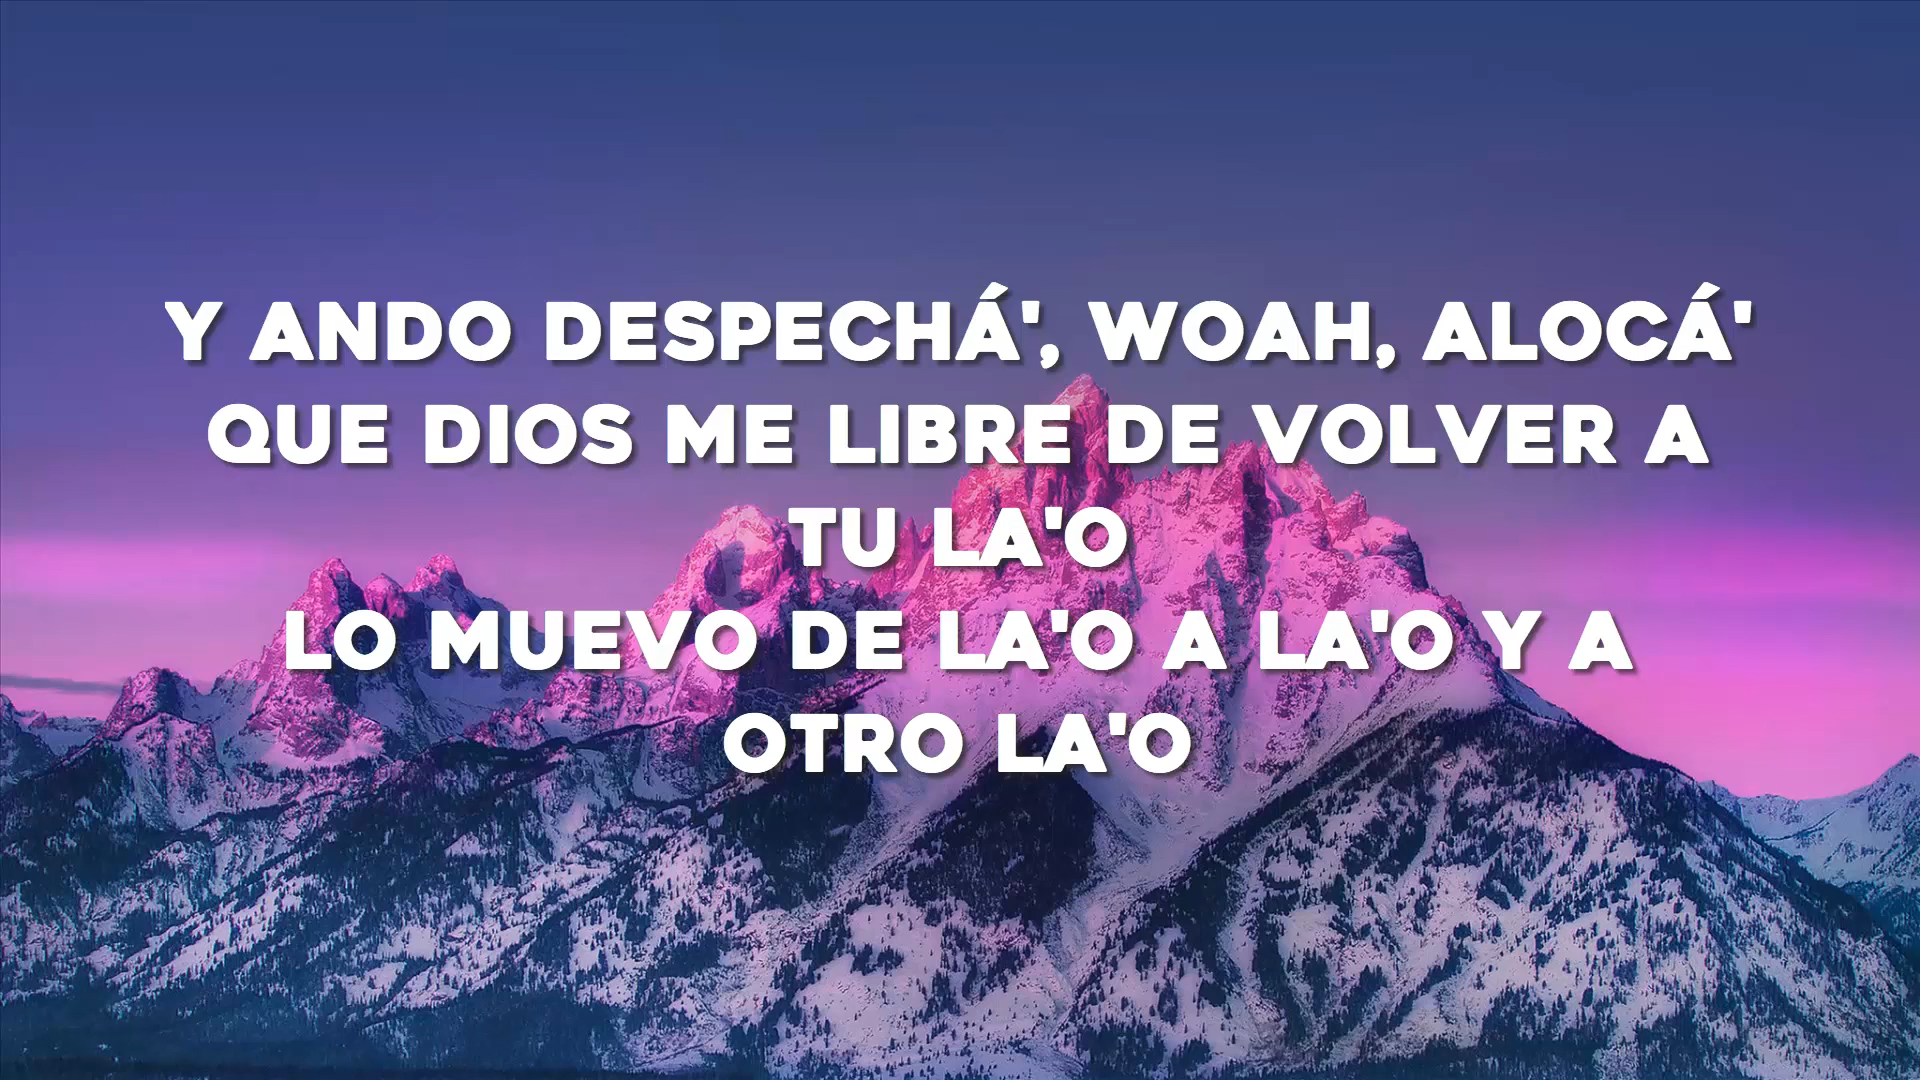 Y ANDO DESPECHÁ', WOAH, ALOCÁ'
QUE DIOS ME LIBRE DE VOLVER A
TU LA'O
LO MUEVO DE LA'O A LA'O Y A
OTRO LA'O